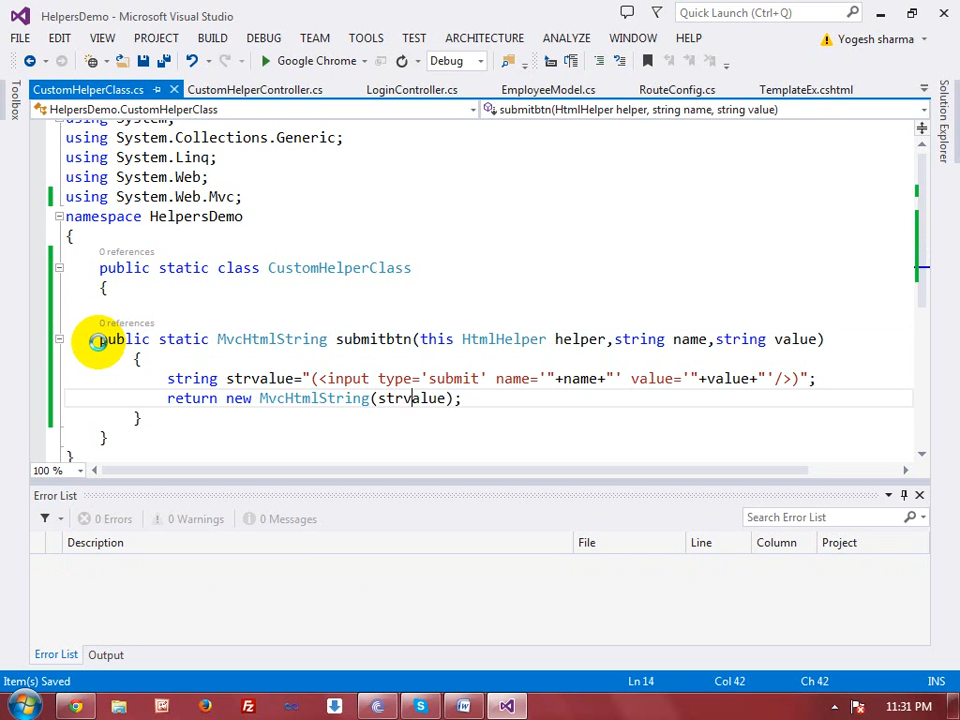 HelpersDemo - Microsoft Visual Studio
Quick Launch (Ctrl+Q)
FILE EDIT VIEW PROJECT BUILD DEBUG TEAM TOOLS TEST ARCHITECTURE ANALYZE WINDOW HELP
Yogesh sharma
Google Chrome
Debug
Toolbox
Solution Explorer
CustomHelperClass.cs CustomHelperController.cs LoginController.cs EmployeeModel.cs RouteConfig.cs TemplateEx.cshtml
HelpersDemo.CustomHelperClass submitbtn(HtmlHelper helper, string name, string value)
using System;
using System.Collections.Generic;
using System.Linq;
using System.Web;
using System.Web.Mvc;
namespace HelpersDemo
{
0 references
public static class CustomHelperClass
{
0 references
public static MvcHtmlString submitbtn(this HtmlHelper helper,string name,string value)
{
string strvalue="(<input type='submit' name='"+name+"' value='"+value+"'/>)";
return new MvcHtmlString(strvalue);
}
}
}
100 %
Error List
0 Errors 0 Warnings 0 Messages
Search Error List
Description File Line Column Project
Error List Output
Item(s) Saved Ln 14 Col 42 Ch 42 INS
11:31 PM